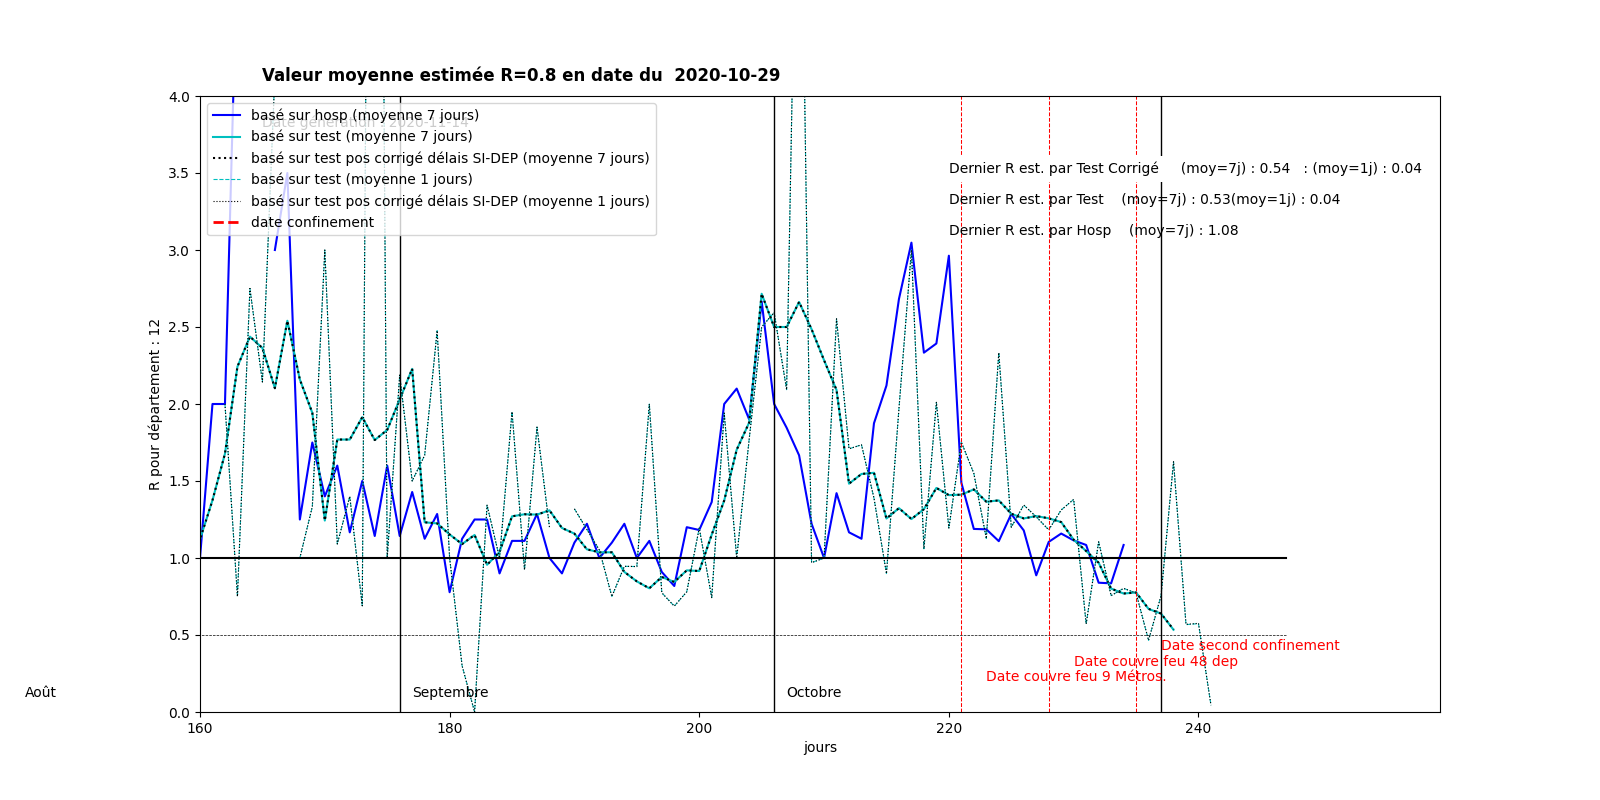 Valeur moyenne estimée R=0.8 en date du  2020-10-29
Date génération : 2020-11-14
basé sur hosp (moyenne 7 jours)
basé sur test (moyenne 7 jours)
basé sur test pos corrigé délais SI-DEP (moyenne 7 jours)
basé sur test (moyenne 1 jours)
basé sur test pos corrigé délais SI-DEP (moyenne 1 jours)
date confinement
Dernier R est. par Test Corrigé (moy=7j) : 0.54 : (moy=1j) : 0.04
Dernier R est. par Test (moy=7j) : 0.53(moy=1j) : 0.04
Dernier R est. par Hosp (moy=7j) : 1.08
4.0
3.5
3.0
2.5
2.0
1.5
1.0
0.5
0.0
R pour département : 12
Date second confinement
Date couvre feu 48 dep
Date couvre feu 9 Métros.
Août
Septembre
Octobre
160
180
200
220
240
jours